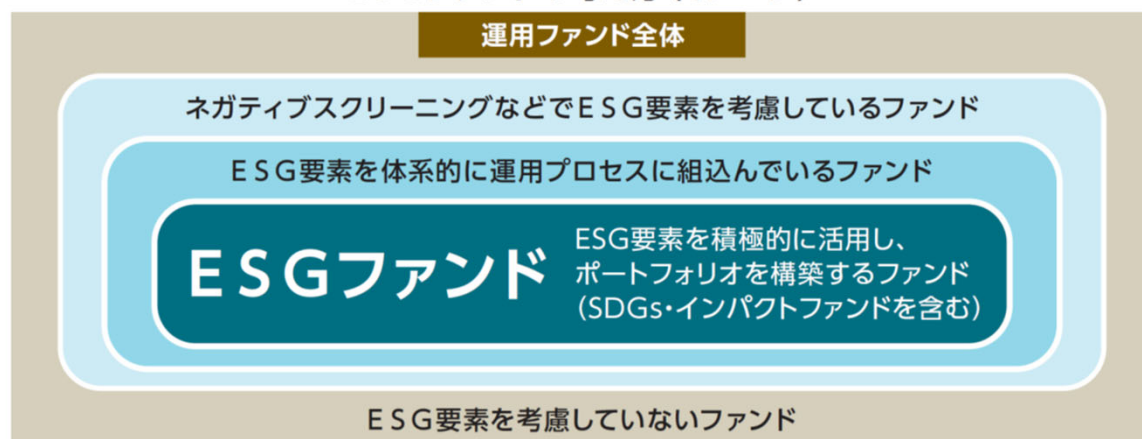 運用ファンド全体
ネガティブスクリーニングなどでESG要素を考慮しているファンド
ESG要素を体系的に運用プロセスに組込んでいるファンド
ESGファンド
ESG要素を積極的に活用し、
ポートフォリオを構築するファンド
(SDGs・インパクトファンドを含む)
ESG要素を考慮していないファンド